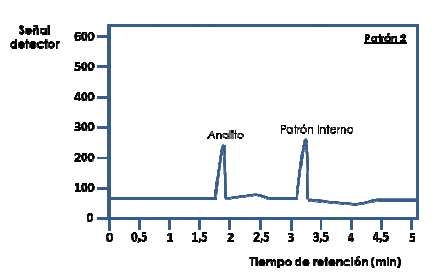 Señal
detector
Patrón 2
600
500
400
300
200
100
0
Analito
Patrón Interno
0 0,5 1 1,5 2 2,5 3 3,5 4 4,5 5
Tiempo de retención (min)